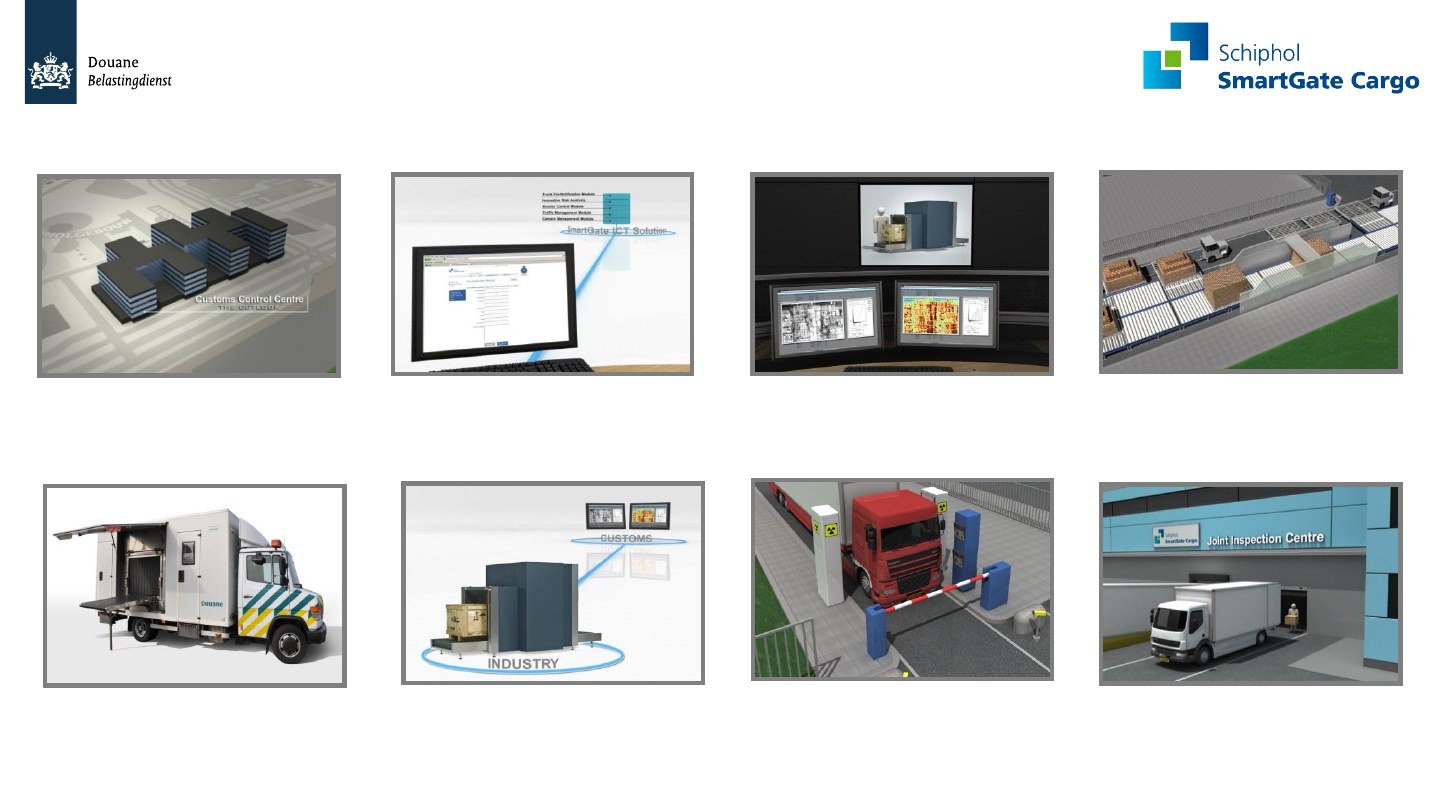 Douane
Belastingdienst
Schiphol
SmartGate Cargo
HOLGEBOUW
Customs Control Centre
THE OUTLOOK
Truck Pre-Notification Module
Innovative Risk Analysis
Access Control Module
Traffic Management Module
Camera Management Module
SmartGate ICT Solution
Douane
CUSTOMS
INDUSTRY
Schiphol
SmartGate Cargo
Joint Inspection Centre